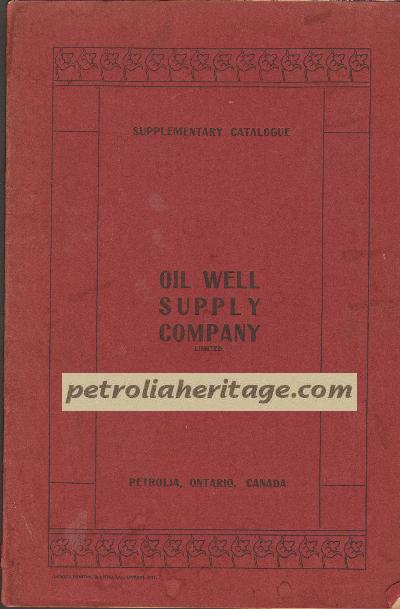 SUPPLEMENTARY CATALOGUE
OIL WELL
SUPPLY
COMPANY
LIMITED
petroliaheritage.com
PETROLIA, ONTARIO, CANADA